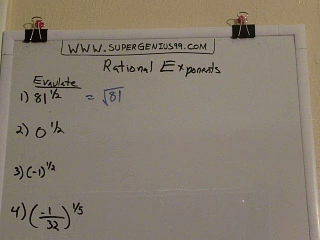 WWW.SUPERGENIUS99.COM
Rational Exponents
Evaulate
1) 81^1/2 = √81
2) 0^1/2
3) (-1)^1/2
4) (-1/32)^1/5